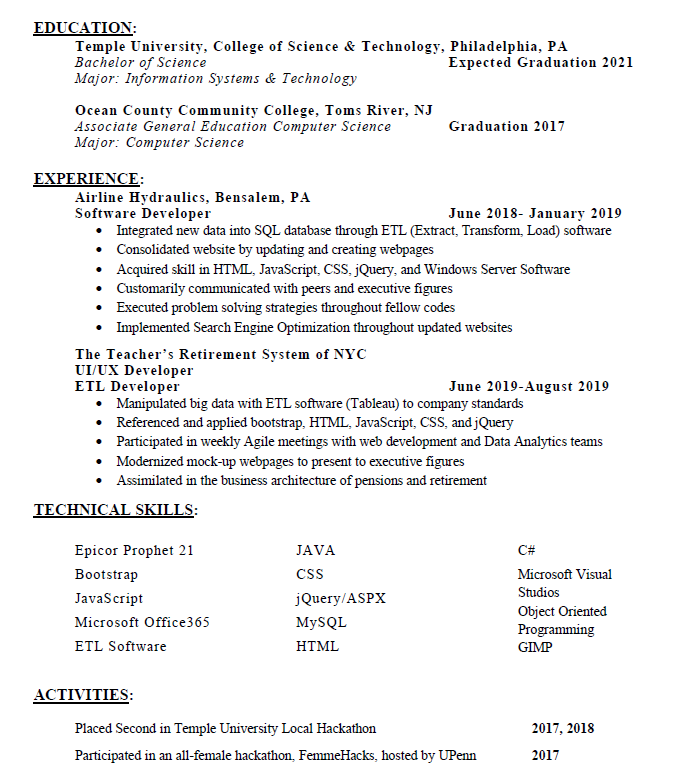 EDUCATION:
Temple University, College of Science & Technology, Philadelphia, PA
Bachelor of Science Expected Graduation 2021
Major: Information Systems & Technology
Ocean County Community College, Toms River, NJ
Associate General Education Computer Science Graduation 2017
Major: Computer Science
EXPERIENCE:
Airline Hydraulics, Bensalem, PA
Software Developer June 2018- January 2019
• Integrated new data into SQL database through ETL (Extract, Transform, Load) software
• Consolidated website by updating and creating webpages
• Acquired skill in HTML, JavaScript, CSS, jQuery, and Windows Server Software
• Customarily communicated with peers and executive figures
• Executed problem solving strategies throughout fellow codes
• Implemented Search Engine Optimization throughout updated websites
The Teacher's Retirement System of NYC
UI/UX Developer
ETL Developer June 2019-August 2019
• Manipulated big data with ETL software (Tableau) to company standards
• Referenced and applied bootstrap, HTML, JavaScript, CSS, and jQuery
• Participated in weekly Agile meetings with web development and Data Analytics teams
• Modernized mock-up webpages to present to executive figures
• Assimilated in the business architecture of pensions and retirement
TECHNICAL SKILLS:
Epicor Prophet 21
Bootstrap
JavaScript
Microsoft Office365
ETL Software
JAVA
CSS
jQuery/ASPX
MySQL
HTML
C#
Microsoft Visual
Studios
Object Oriented
Programming
GIMP
ACTIVITIES:
Placed Second in Temple University Local Hackathon 2017, 2018
Participated in an all-female hackathon, FemmeHacks, hosted by UPenn 2017